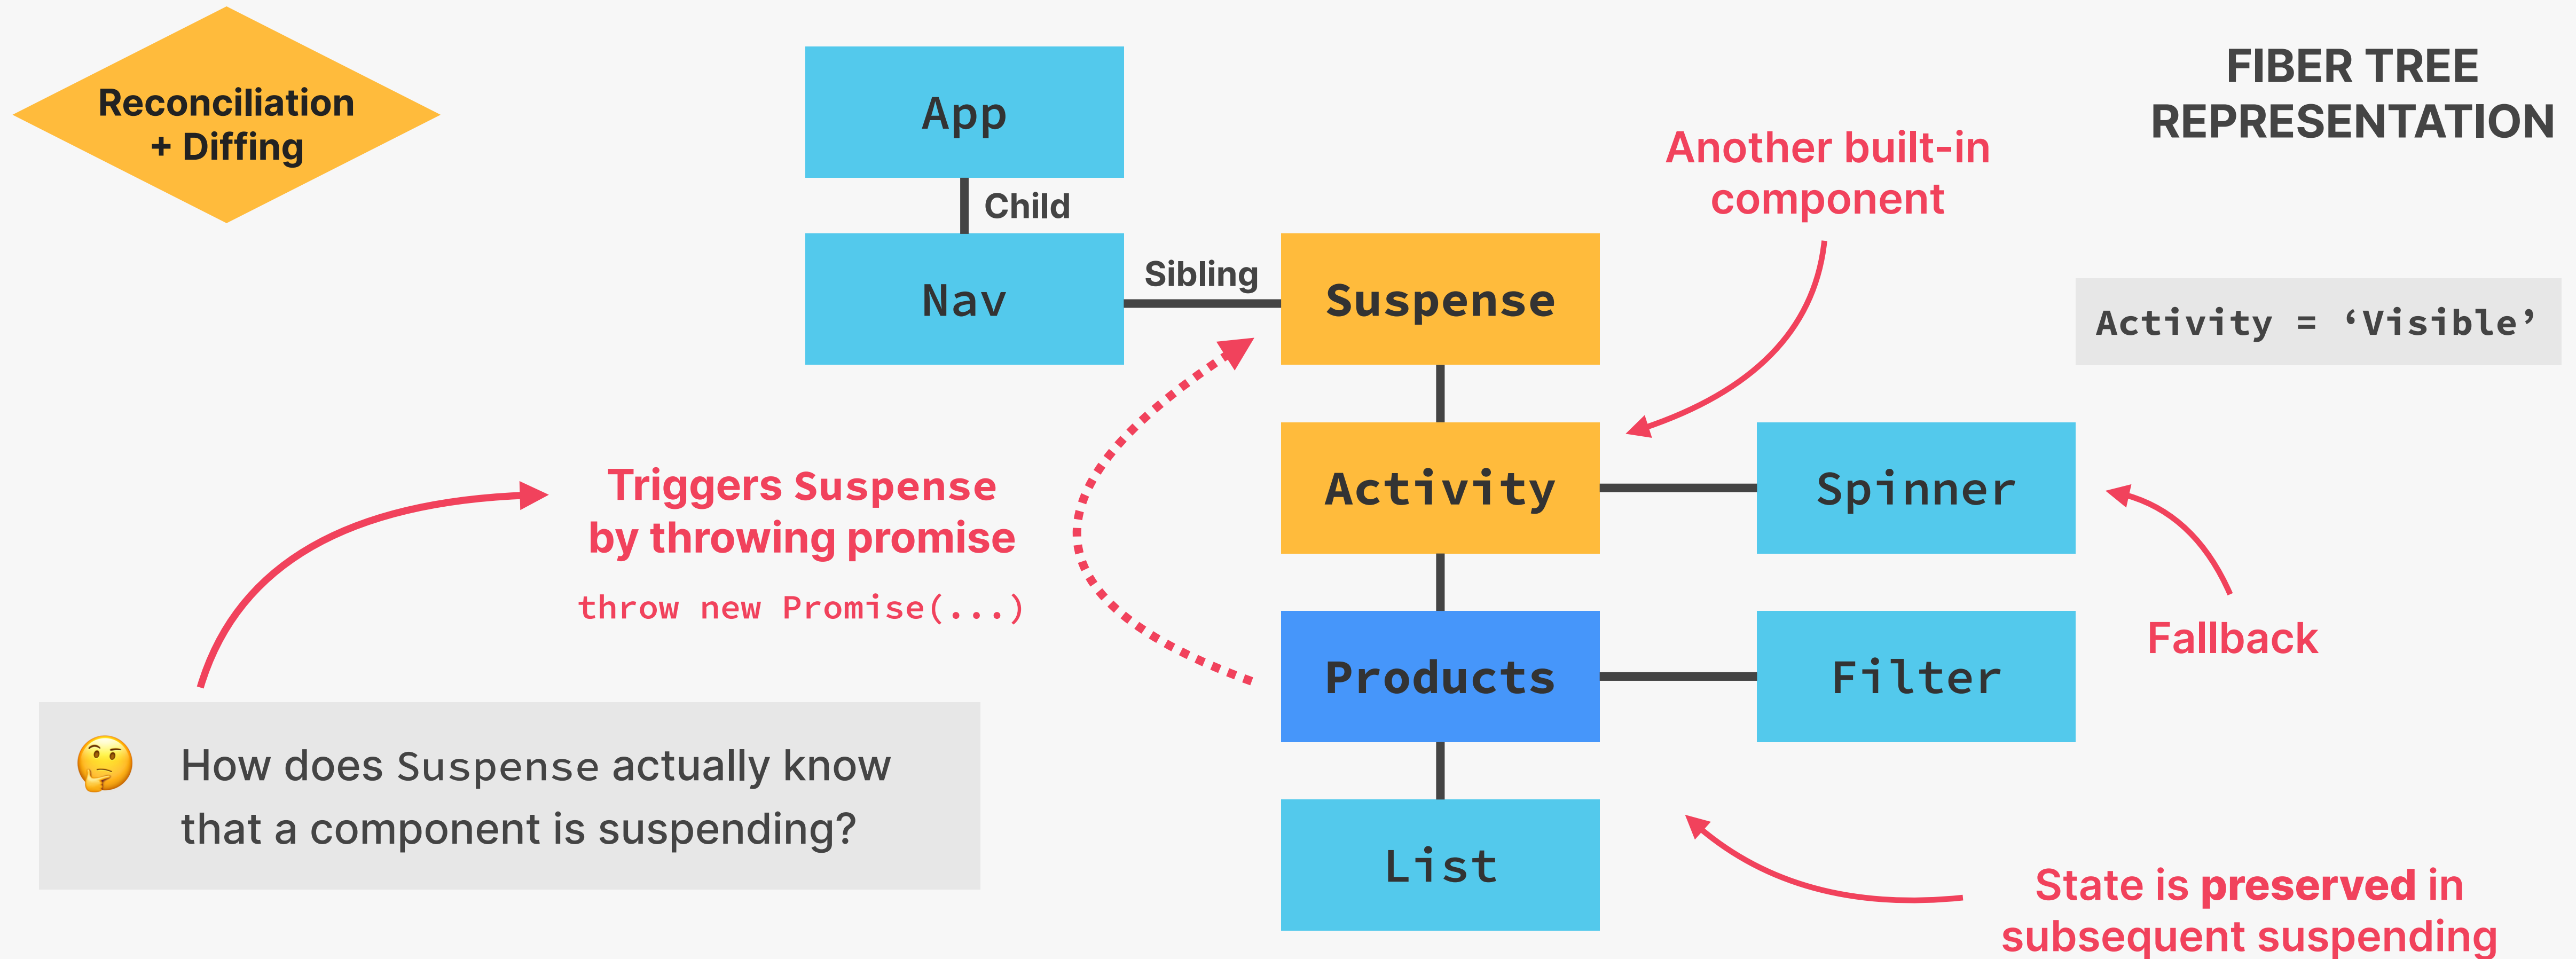 Reconciliation
+ Diffing
App
Child
Nav
Sibling
Suspense
Another built-in
component
FIBER TREE
REPRESENTATION
Activity = ‘Visible’
Triggers Suspense
by throwing promise
throw new Promise(...)
Activity
Spinner
Fallback
Products
Filter
List
🤔 How does Suspense actually know
that a component is suspending?
State is preserved in
subsequent suspending